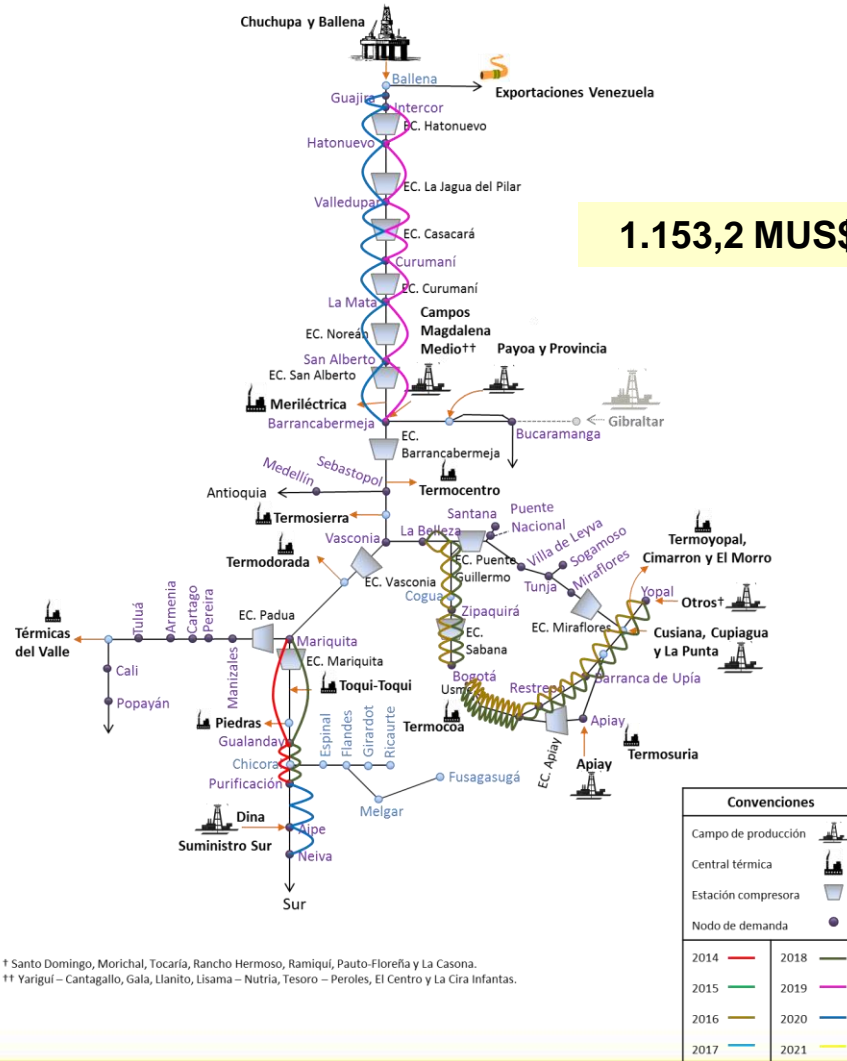 Chuchupa y Ballena
Ballena
Exportaciones Venezuela
Guajira
Intercor
EC. Hatonuevo
Hatonuevo
EC. La Jagua del Pilar
Valledupar
1.153,2 MUS$
EC. Casacará
Curumaní
EC. Curumaní
La Mata
Campos
Magdalena
Medio††
EC. Noreán
Payoa y Provincia
San Alberto
EC. San Alberto
Meriléctrica
Gibraltar
Barrancabermeja
Bucaramanga
EC.
Barrancabermeja
Medellín
Sebastopol
Antioquia
Termocentro
Termosierra
Santana
Puente
Nacional
Vasconia
La Belleza
Villa de Leyva
Sogamoso
Termoyopal,
Cimarron y El Morro
Termodorada
EC. Vasconia
EC. Puente
Guillermo
Tunja
Miraflores
Yopal
Cogua
Otros†
EC. Padua
Zipaquirá
EC. Miraflores
Térmicas
del Valle
Tuluá
Armenia
Cartago
Pereira
Manizales
Mariquita
EC.
Sabana
Cusiana, Cupiagua
y La Punta
EC. Mariquita
Cali
Bogotá
Toqui-Toqui
Usme
Restrepo
Barranca de Upía
Popayán
Termocoa
Piedras
Gualanday
Espinal
Flandes
Girardot
Ricaurte
Apiay
EC. Apiay
Termosuria
Chicora
Apiay
Fusagasugá
Purificación
Melgar
Dina
Aipe
Suministro Sur
Neiva
Sur
Convenciones
Campo de producción
Central térmica
Estación compresora
Nodo de demanda
2014 2018
2015 2019
2016 2020
2017 2021
† Santo Domingo, Morichal, Tocaría, Rancho Hermoso, Ramiquí, Pauto-Floreña y La Casona.
†† Yariguí – Cantagallo, Gala, Llanito, Lisama – Nutria, Tesoro – Peroles, El Centro y La Cira Infantas.